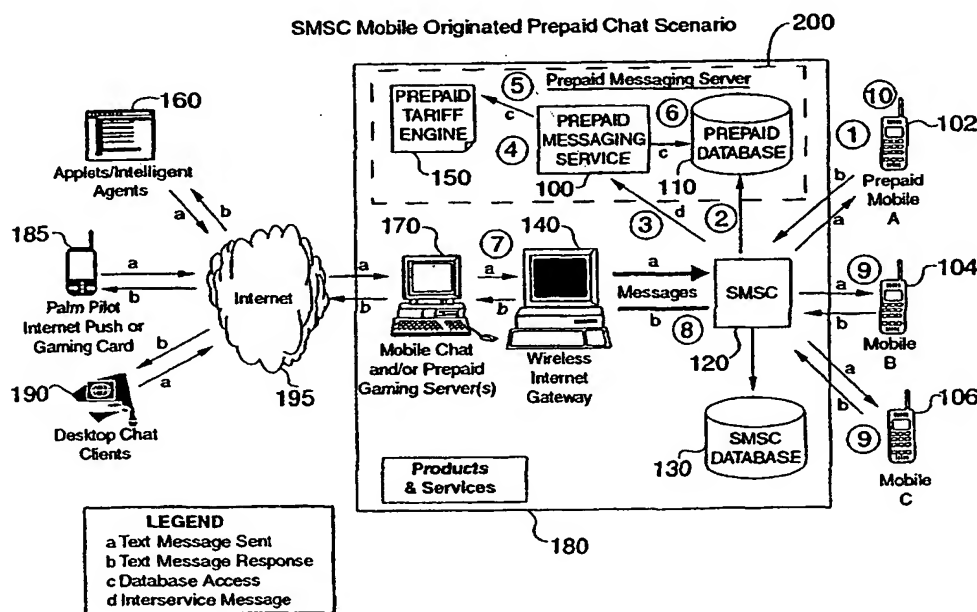 SMSC Mobile Originated Prepaid Chat Scenario
200
160
Applets/Intelligent
Agents
a
b
185
a
b
Palm Pilot
Internet Push or
Gaming Card
b
190
a
Desktop Chat
Clients
Internet
195
a
b
Prepaid Messaging Server
5
PREPAID
TARIFF
ENGINE
150
c
4
PREPAID
MESSAGING
SERVICE
100
6
c
PREPAID
DATABASE
110
3
d
2
170
7
a
b
140
Mobile Chat
and/or Prepaid
Gaming Server(s)
Wireless
Internet
Gateway
a
Messages
b
8
SMSC
120
SMSC
DATABASE
130
Products
& Services
180
10
1
102
b
a
Prepaid
Mobile
A
9
104
a
b
Mobile
B
a
b
106
9
Mobile
C
LEGEND
a Text Message Sent
b Text Message Response
c Database Access
d Interservice Message